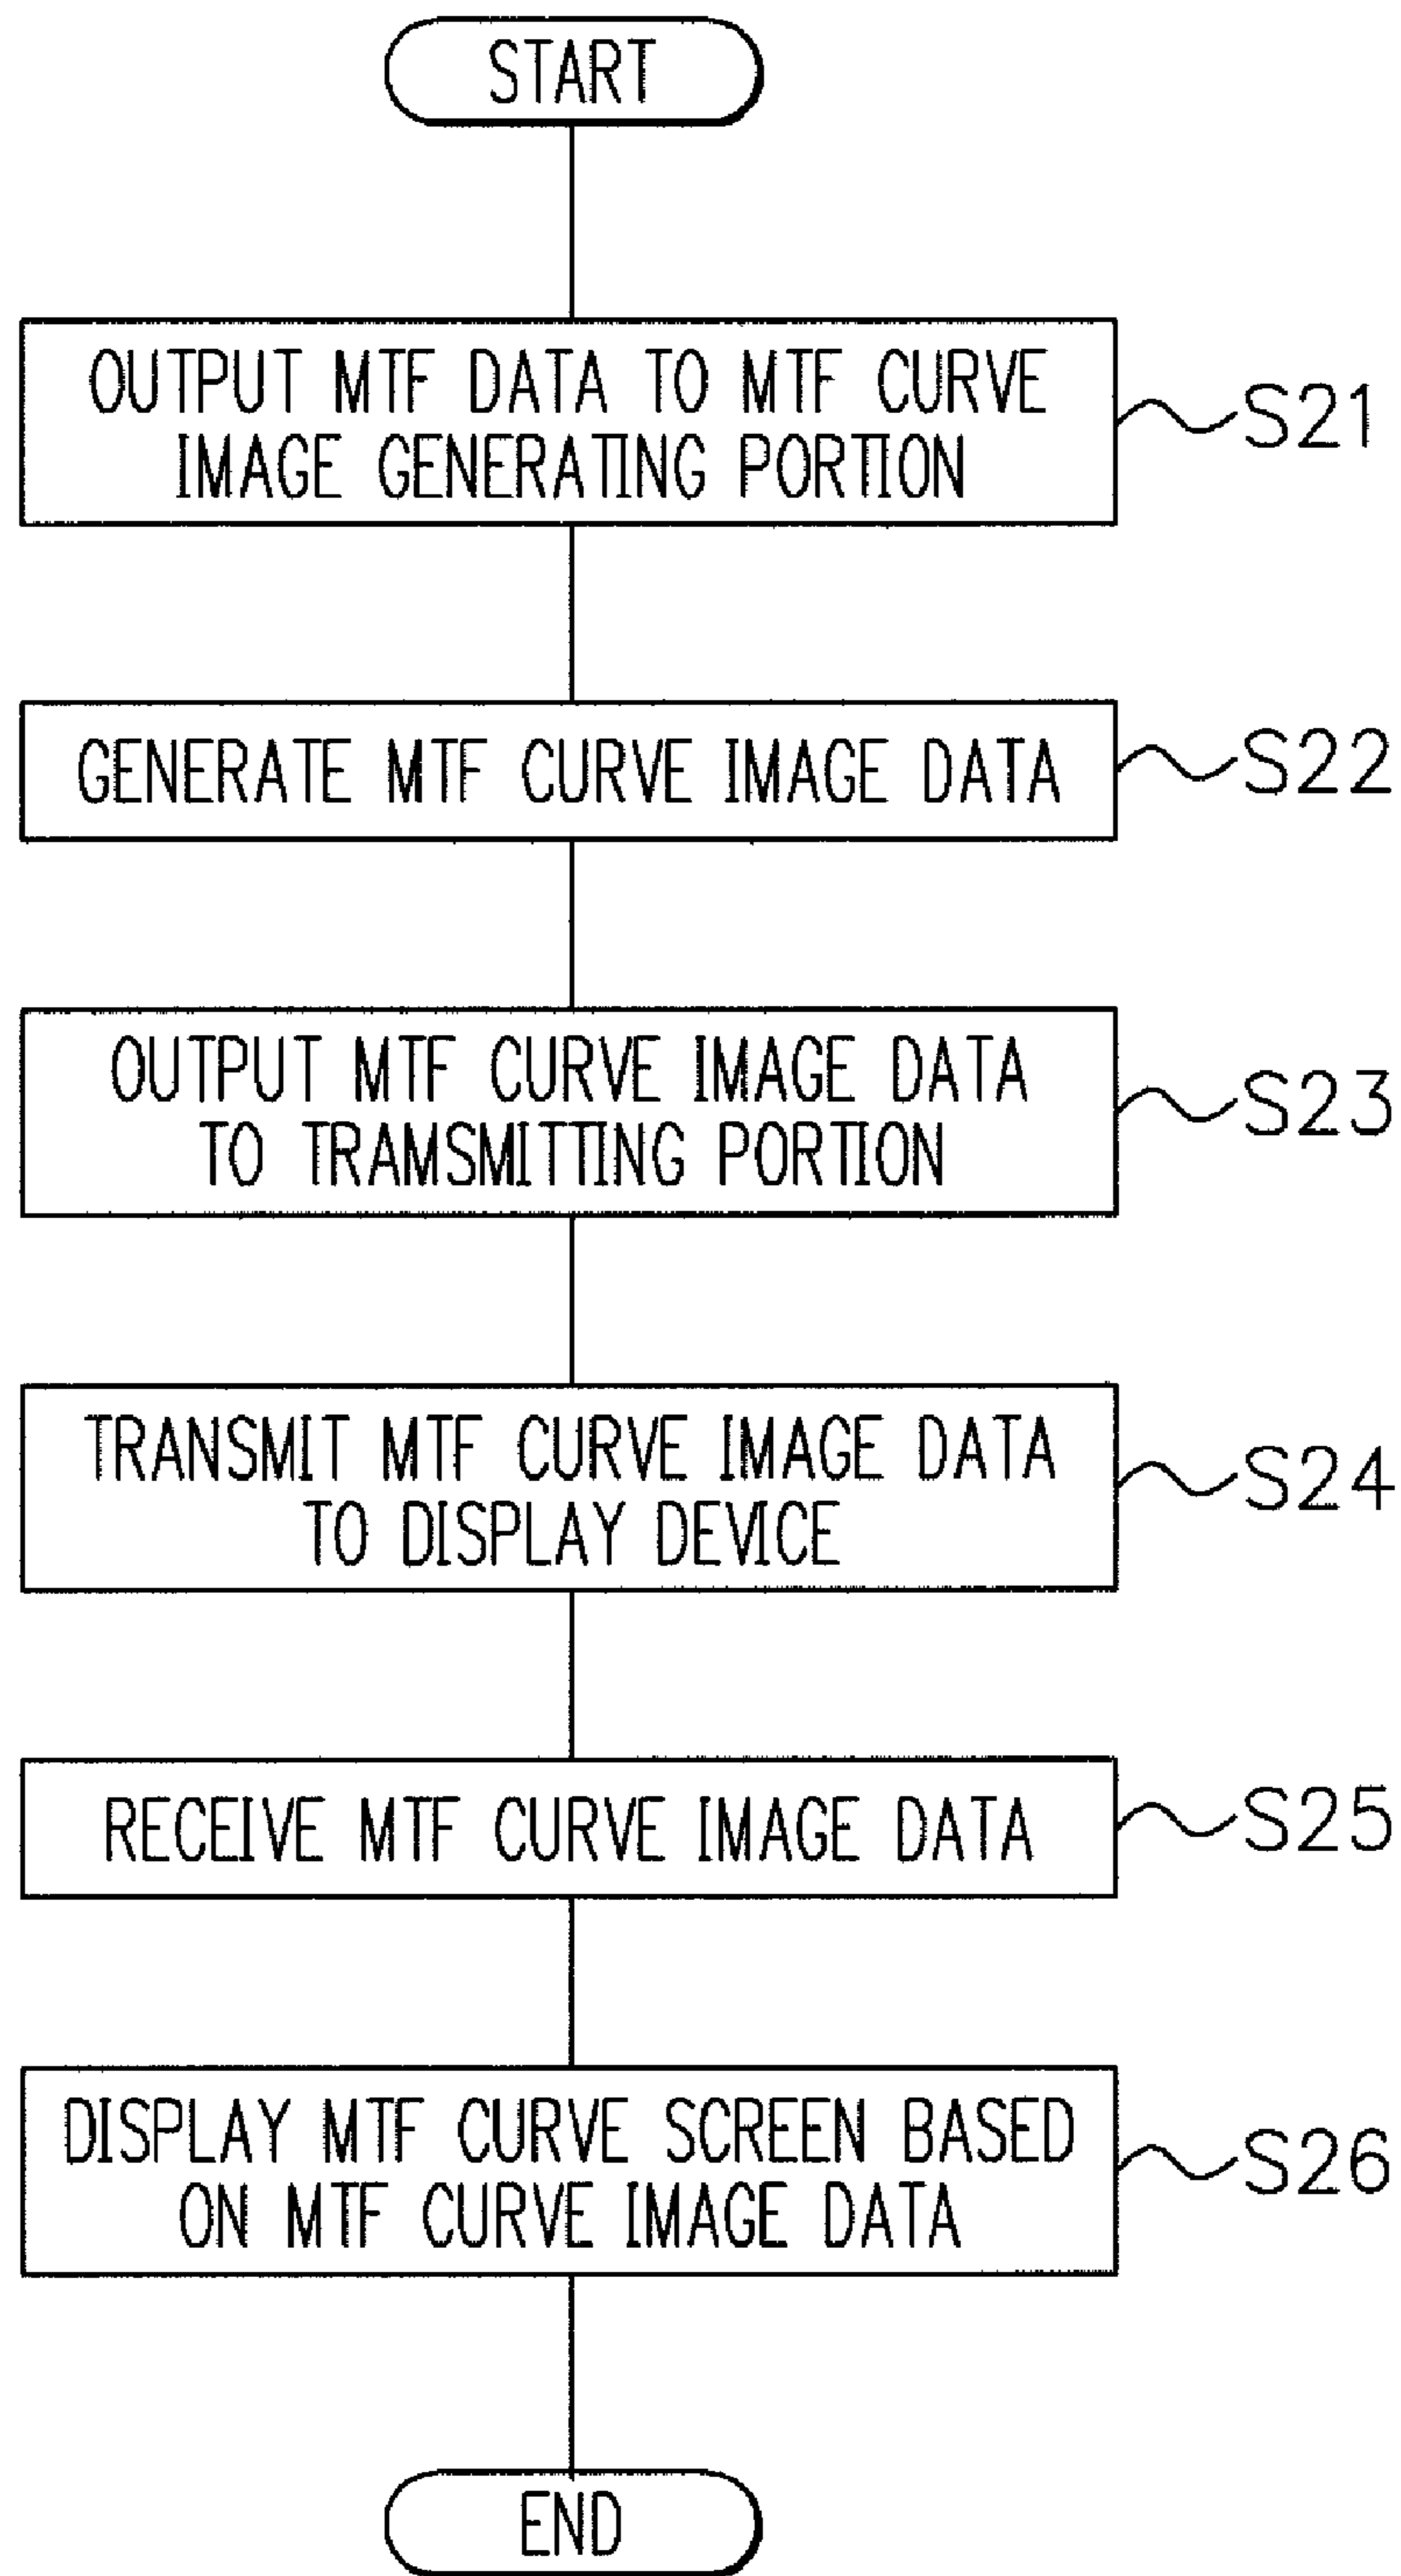 START
OUTPUT MTF DATA TO MTF CURVE
IMAGE GENERATING PORTION
S21
GENERATE MTF CURVE IMAGE DATA
S22
OUTPUT MTF CURVE IMAGE DATA
TO TRAMSMITTING PORTION
S23
TRANSMIT MTF CURVE IMAGE DATA
TO DISPLAY DEVICE
S24
RECEIVE MTF CURVE IMAGE DATA
S25
DISPLAY MTF CURVE SCREEN BASED
ON MTF CURVE IMAGE DATA
S26
END